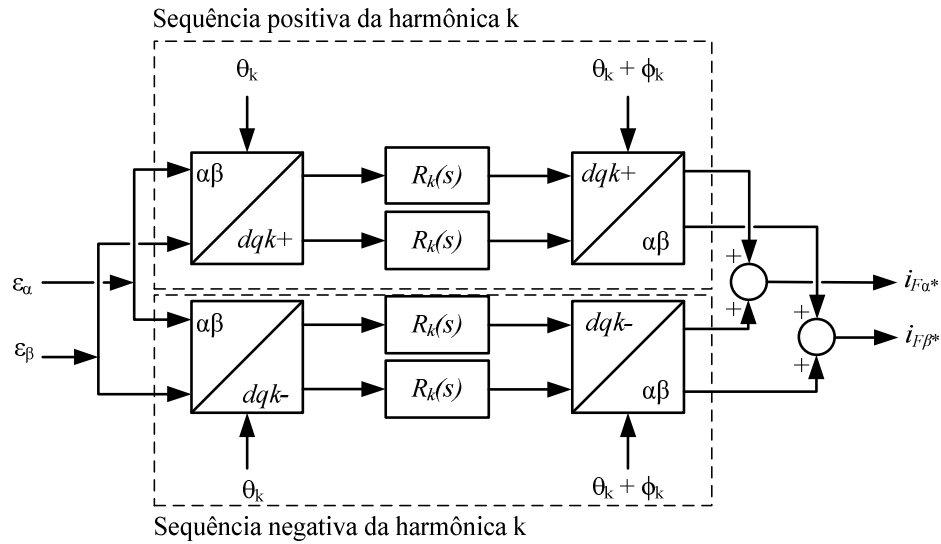 Sequência positiva da harmônica k
θk
θk + ϕk
αβ
dqk+
Rk(s)
Rk(s)
dqk+
αβ
εα
εβ
+
+
iFα*
+
+
iFβ*
αβ
dqk-
Rk(s)
Rk(s)
dqk-
αβ
θk
θk + ϕk
Sequência negativa da harmônica k